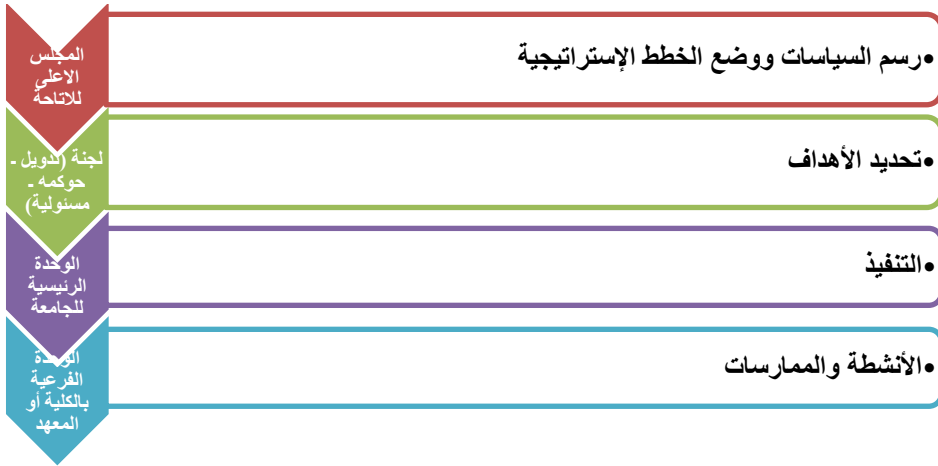 المجلس
الاعلى
للاتاحة
•رسم السياسات ووضع الخطط الإستراتيجية
لجنة (تدويل ـ
حوكمه ـ
مسئولية)
•تحديد الأهداف
الوحدة
الرئيسية
للجامعة
•التنفيذ
الوحدة
الفرعية
بالكلية أو
المعهد
•الأنشطة والممارسات